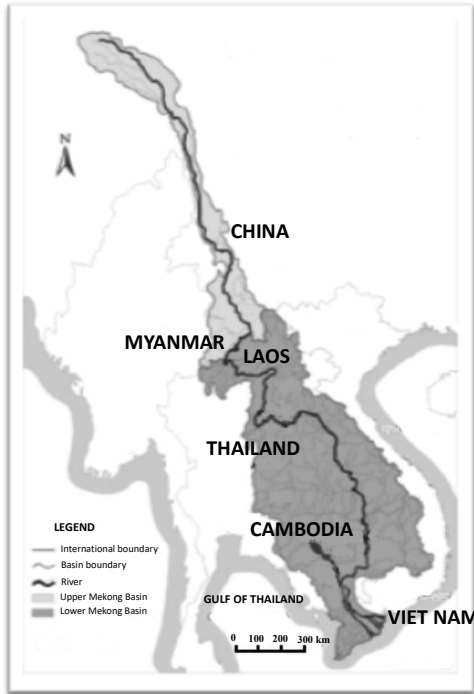 N
CHINA
MYANMAR
LAOS
THAILAND
CAMBODIA
LEGEND
International boundary
Basin boundary
River
Upper Mekong Basin
Lower Mekong Basin
GULF OF THAILAND
VIET NAM
0 100 200 300 km